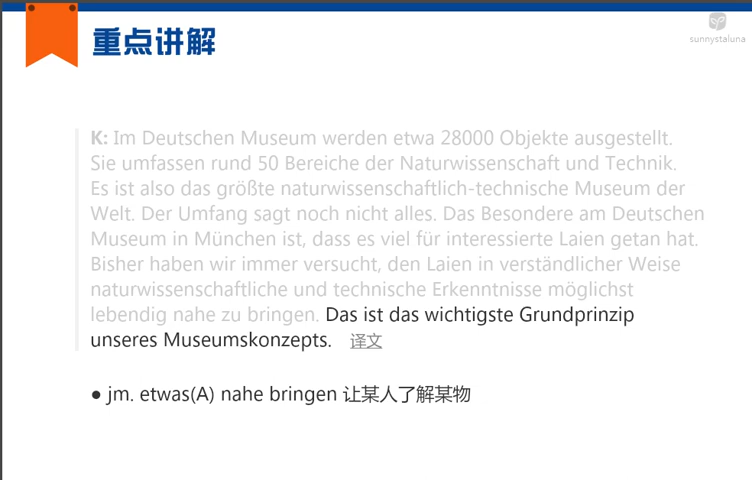 重点讲解
sunnystaluna
K: Im Deutschen Museum werden etwa 28000 Objekte ausgestellt.
Sie umfassen rund 50 Bereiche der Naturwissenschaft und Technik.
Es ist also das größte naturwissenschaftlich-technische Museum der
Welt. Der Umfang sagt noch nicht alles. Das Besondere am Deutschen
Museum in München ist, dass es viel für interessierte Laien getan hat.
Bisher haben wir immer versucht, den Laien in verständlicher Weise
naturwissenschaftliche und technische Erkenntnisse möglichst
lebendig nahe zu bringen. Das ist das wichtigste Grundprinzip
unseres Museumskonzepts. 译文
● jm. etwas(A) nahe bringen 让某人了解某物